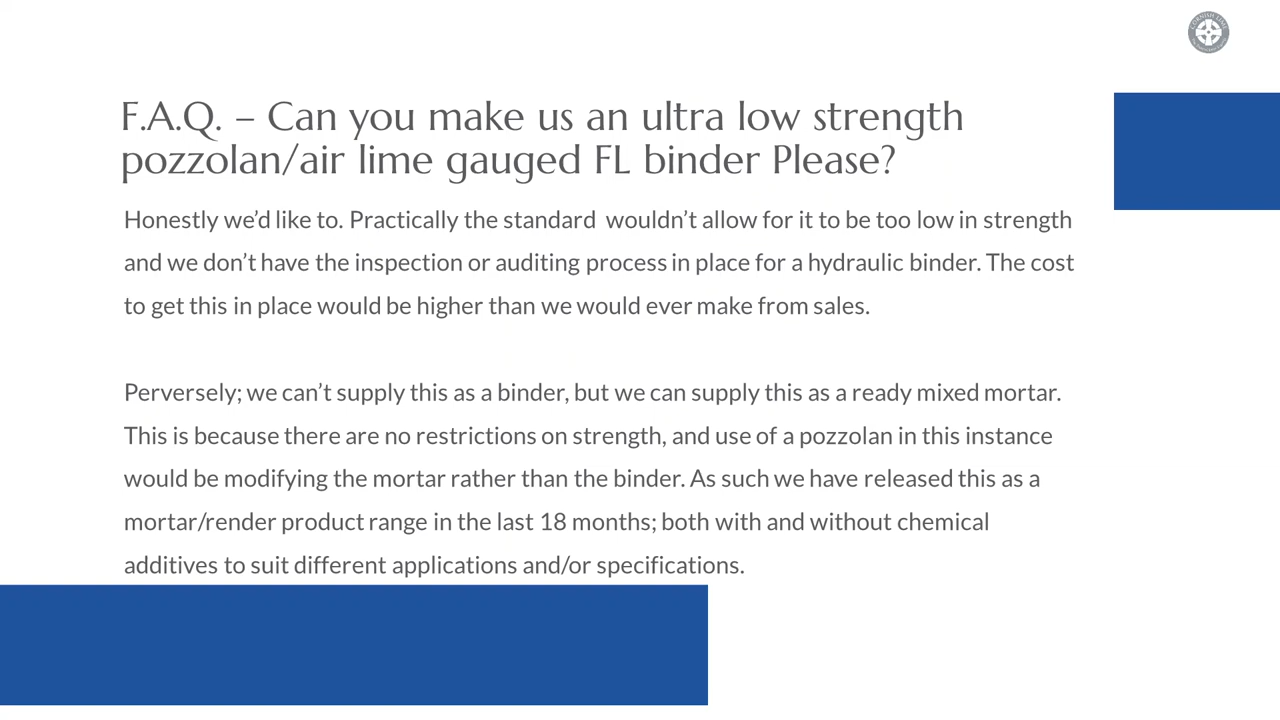 CORNISH LIME
F.A.Q. – Can you make us an ultra low strength
pozzolan/air lime gauged FL binder Please?
Honestly we’d like to. Practically the standard  wouldn’t allow for it to be too low in strength
and we don’t have the inspection or auditing process in place for a hydraulic binder. The cost
to get this in place would be higher than we would ever make from sales.
Perversely; we can’t supply this as a binder, but we can supply this as a ready mixed mortar.
This is because there are no restrictions on strength, and use of a pozzolan in this instance
would be modifying the mortar rather than the binder. As such we have released this as a
mortar/render product range in the last 18 months; both with and without chemical
additives to suit different applications and/or specifications.